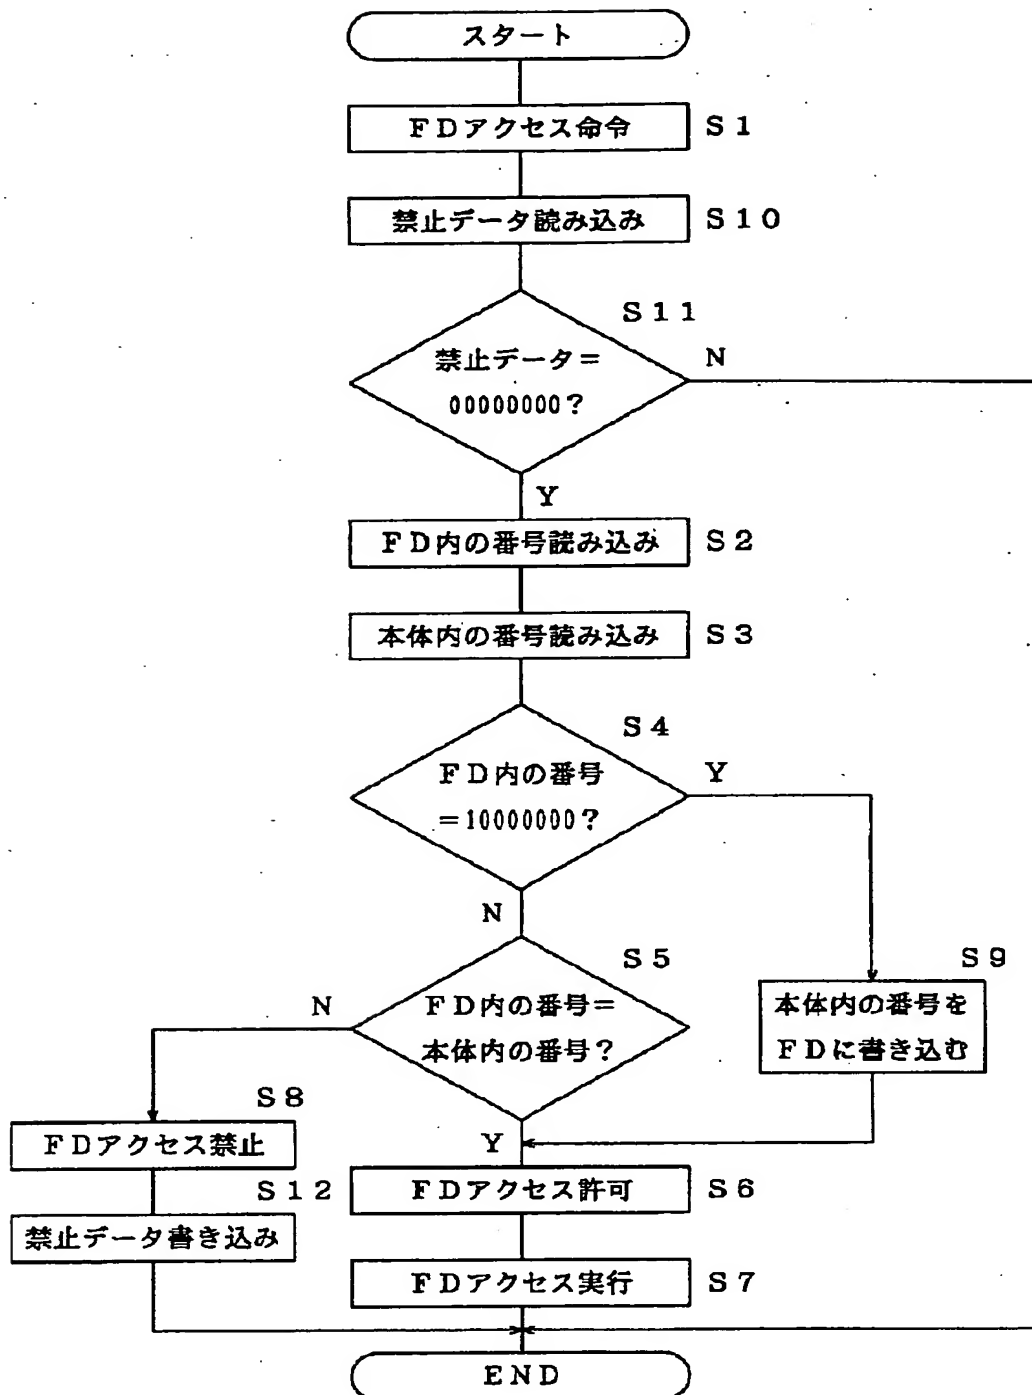 スタート
FDアクセス命令 S1
禁止データ読み込み S10
S11
禁止データ= N
00000000?
Y
FD内の番号読み込み S2
本体内の番号読み込み S3
S4
FD内の番号 Y
=10000000?
N
S5
S9
N FD内の番号=
本体内の番号?
本体内の番号を
FDに書き込む
S8
FDアクセス禁止
Y
S12
FDアクセス許可 S6
禁止データ書き込み
FDアクセス実行 S7
END